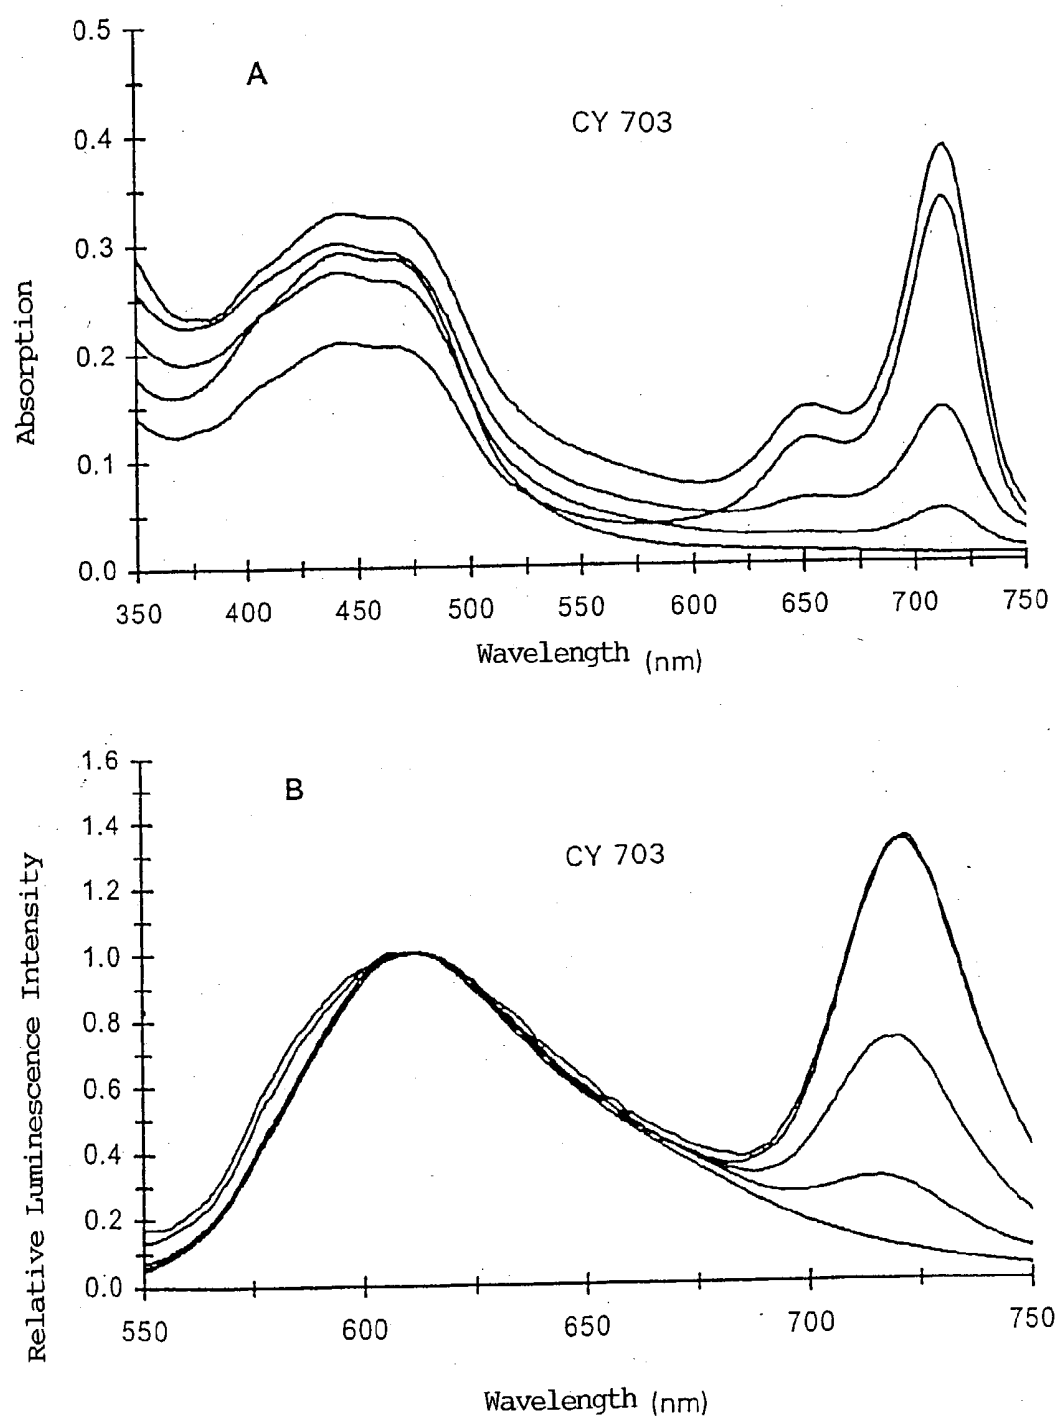 0.5
A
CY 703
0.4
0.3
0.2
0.1
0.0
Absorption
350 400 450 500 550 600 650 700 750
Wavelength (nm)
1.6
B
CY 703
1.4
1.2
1.0
0.8
0.6
0.4
0.2
0.0
Relative Luminescence Intensity
550 600 650 700 750
Wavelength (nm)